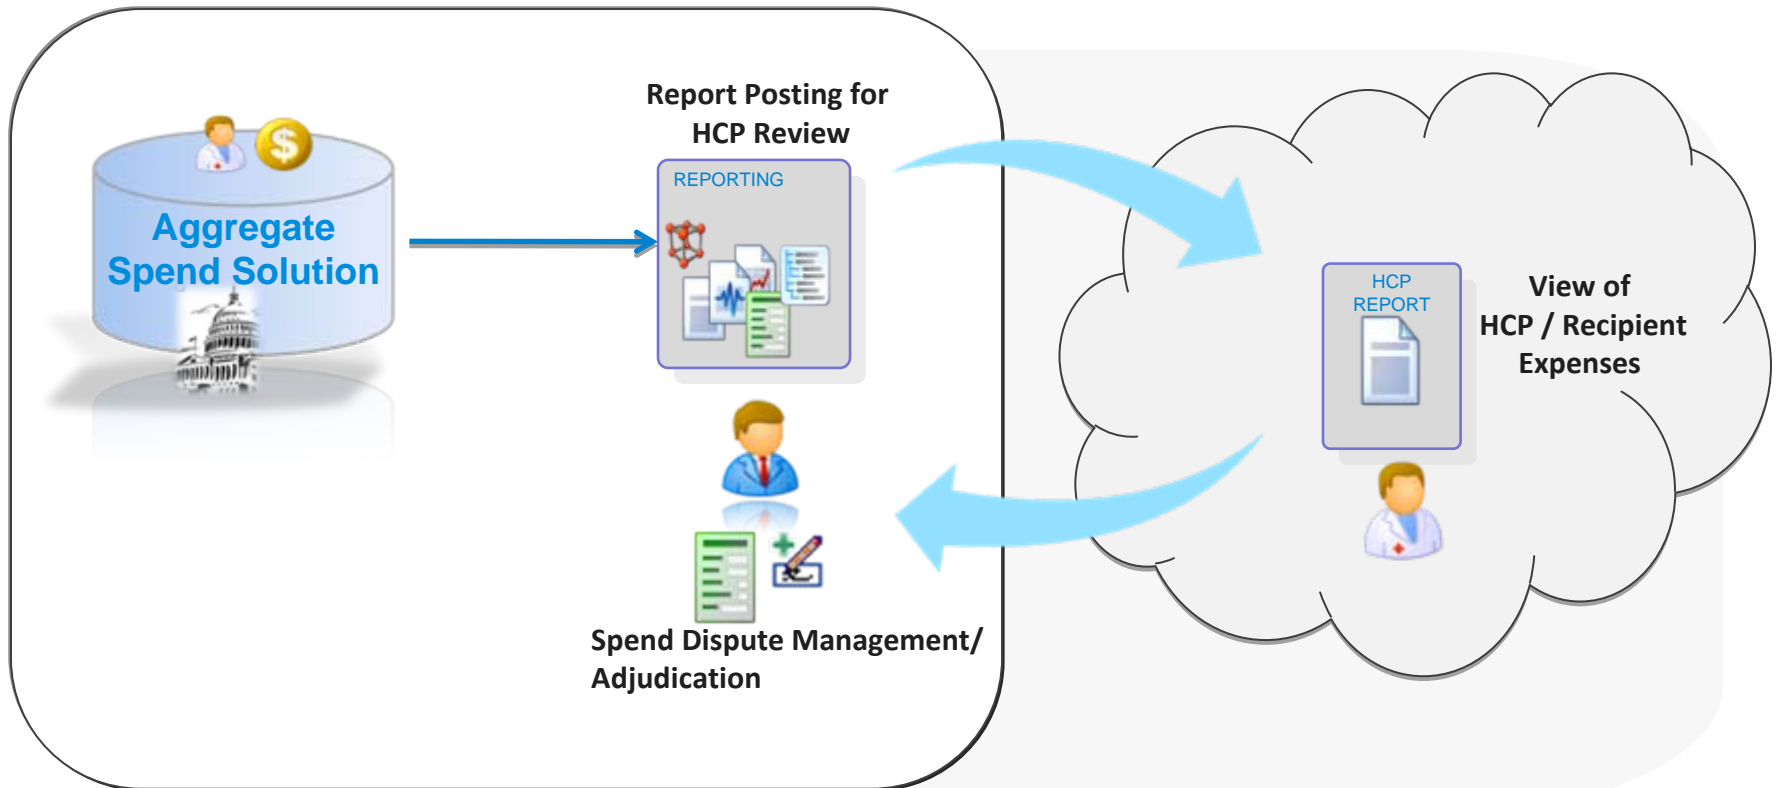 Report Posting for
HCP Review
REPORTING
Aggregate
Spend Solution
HCP
REPORT
View of
HCP / Recipient
Expenses
Spend Dispute Management/
Adjudication